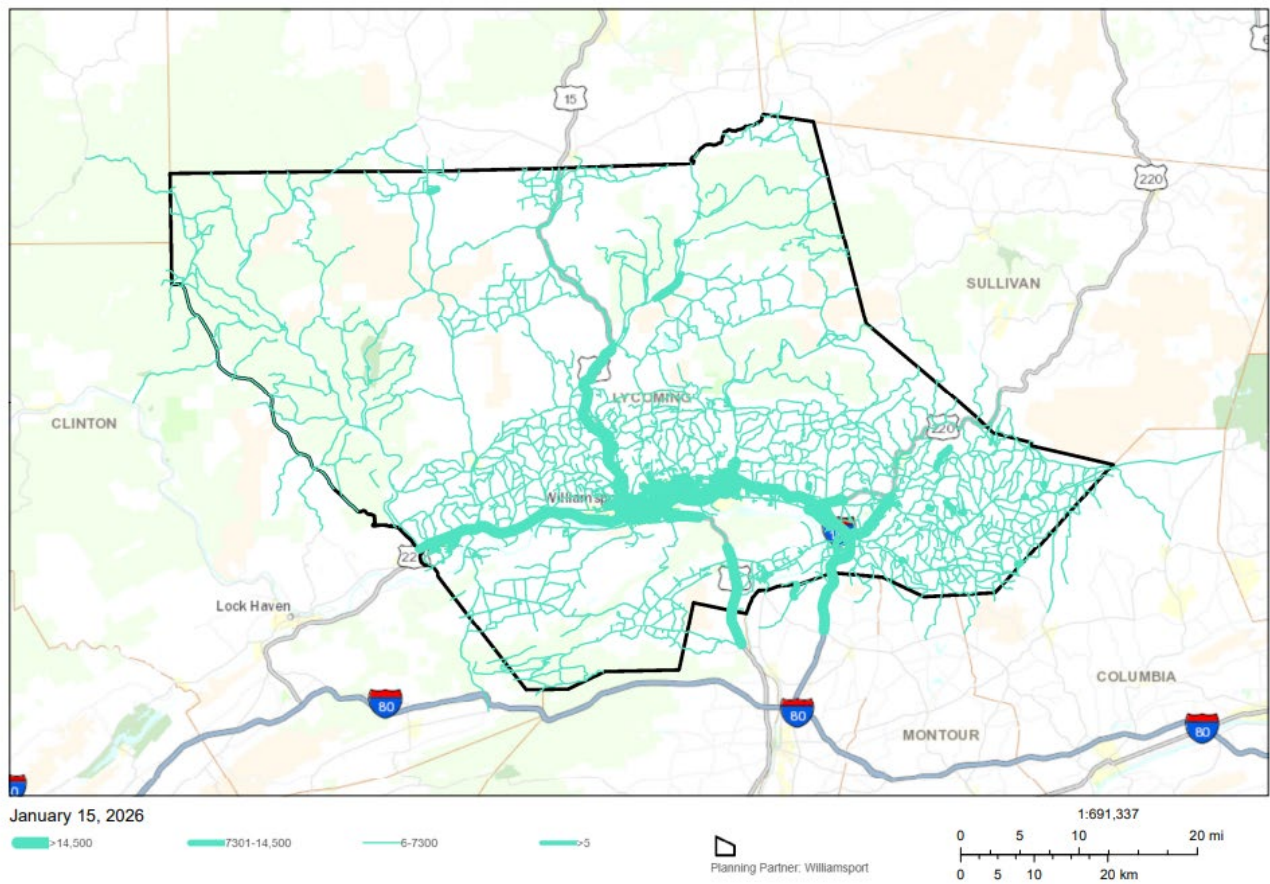 15
220
SULLIVAN
LYCOMING
CLINTON
220
Williamsp
22
Lock Haven
80
COLUMBIA
80
MONTOUR
80
0
January 15, 2026
1:691,337
>14,500
7301-14,500
6-7300
>5
Planning Partner: Williamsport
0 5 10 20 mi
0 5 10 20 km